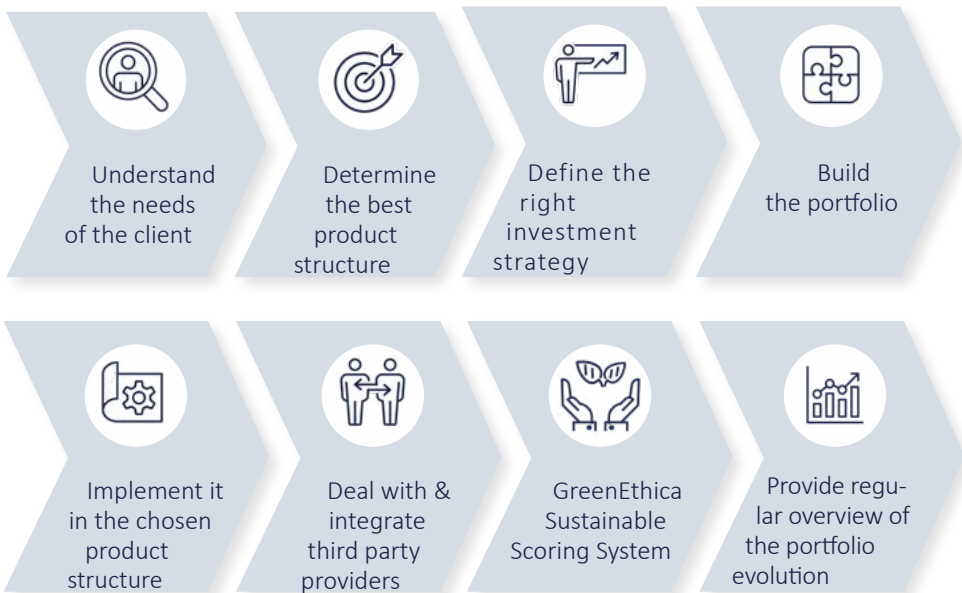 Understand
the needs
of the client
Determine
the best
product
structure
Define the
right
investment
strategy
Build
the portfolio
Implement it
in the chosen
product
structure
Deal with &
integrate
third party
providers
GreenEthica
Sustainable
Scoring System
Provide regu-
lar overview of
the portfolio
evolution